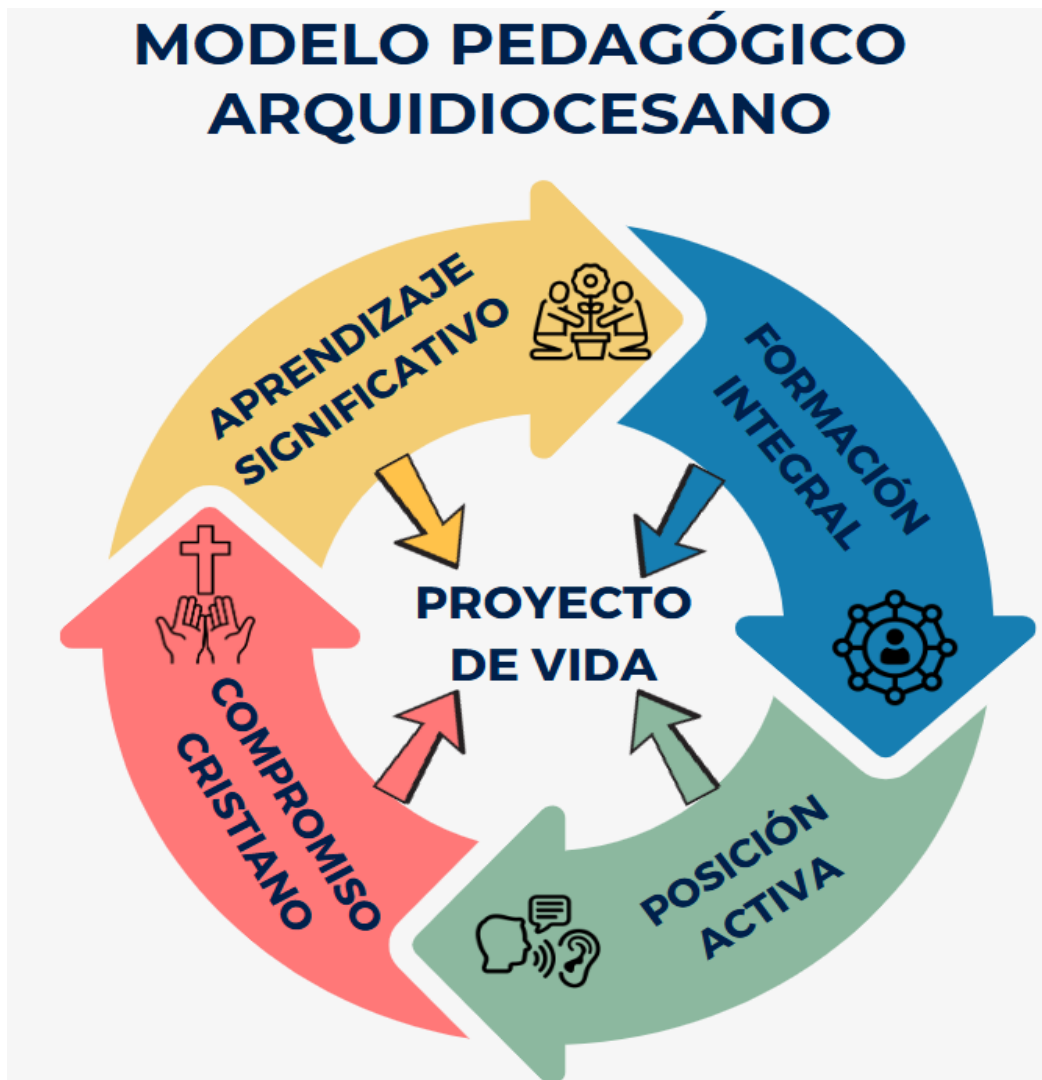 MODELO PEDAGÓGICO
ARQUIDIOCESANO
APRENDIZAJE
SIGNIFICATIVO
FORMACIÓN
INTEGRAL
PROYECTO
DE VIDA
POSICIÓN
ACTIVA
COMPROMISO
CRISTIANO